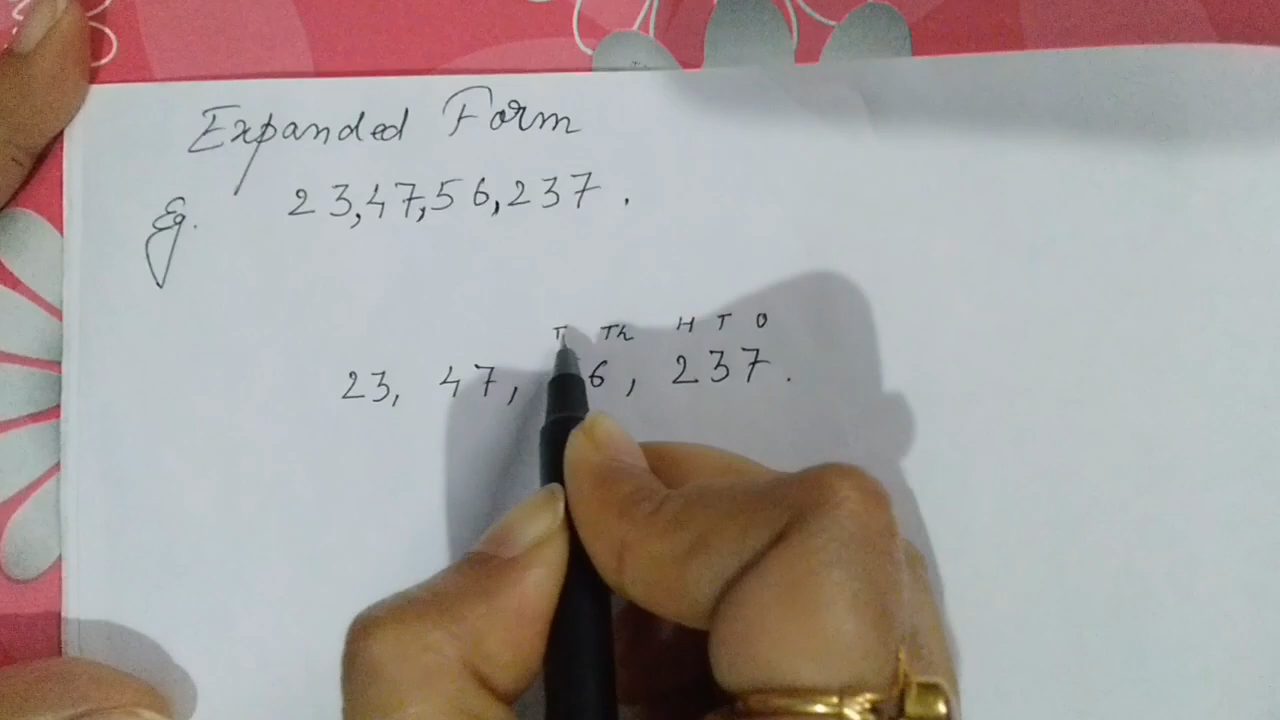 Expanded Form
Eg. 23,47,56,237.
T Th H T O
23, 47, 6, 237.